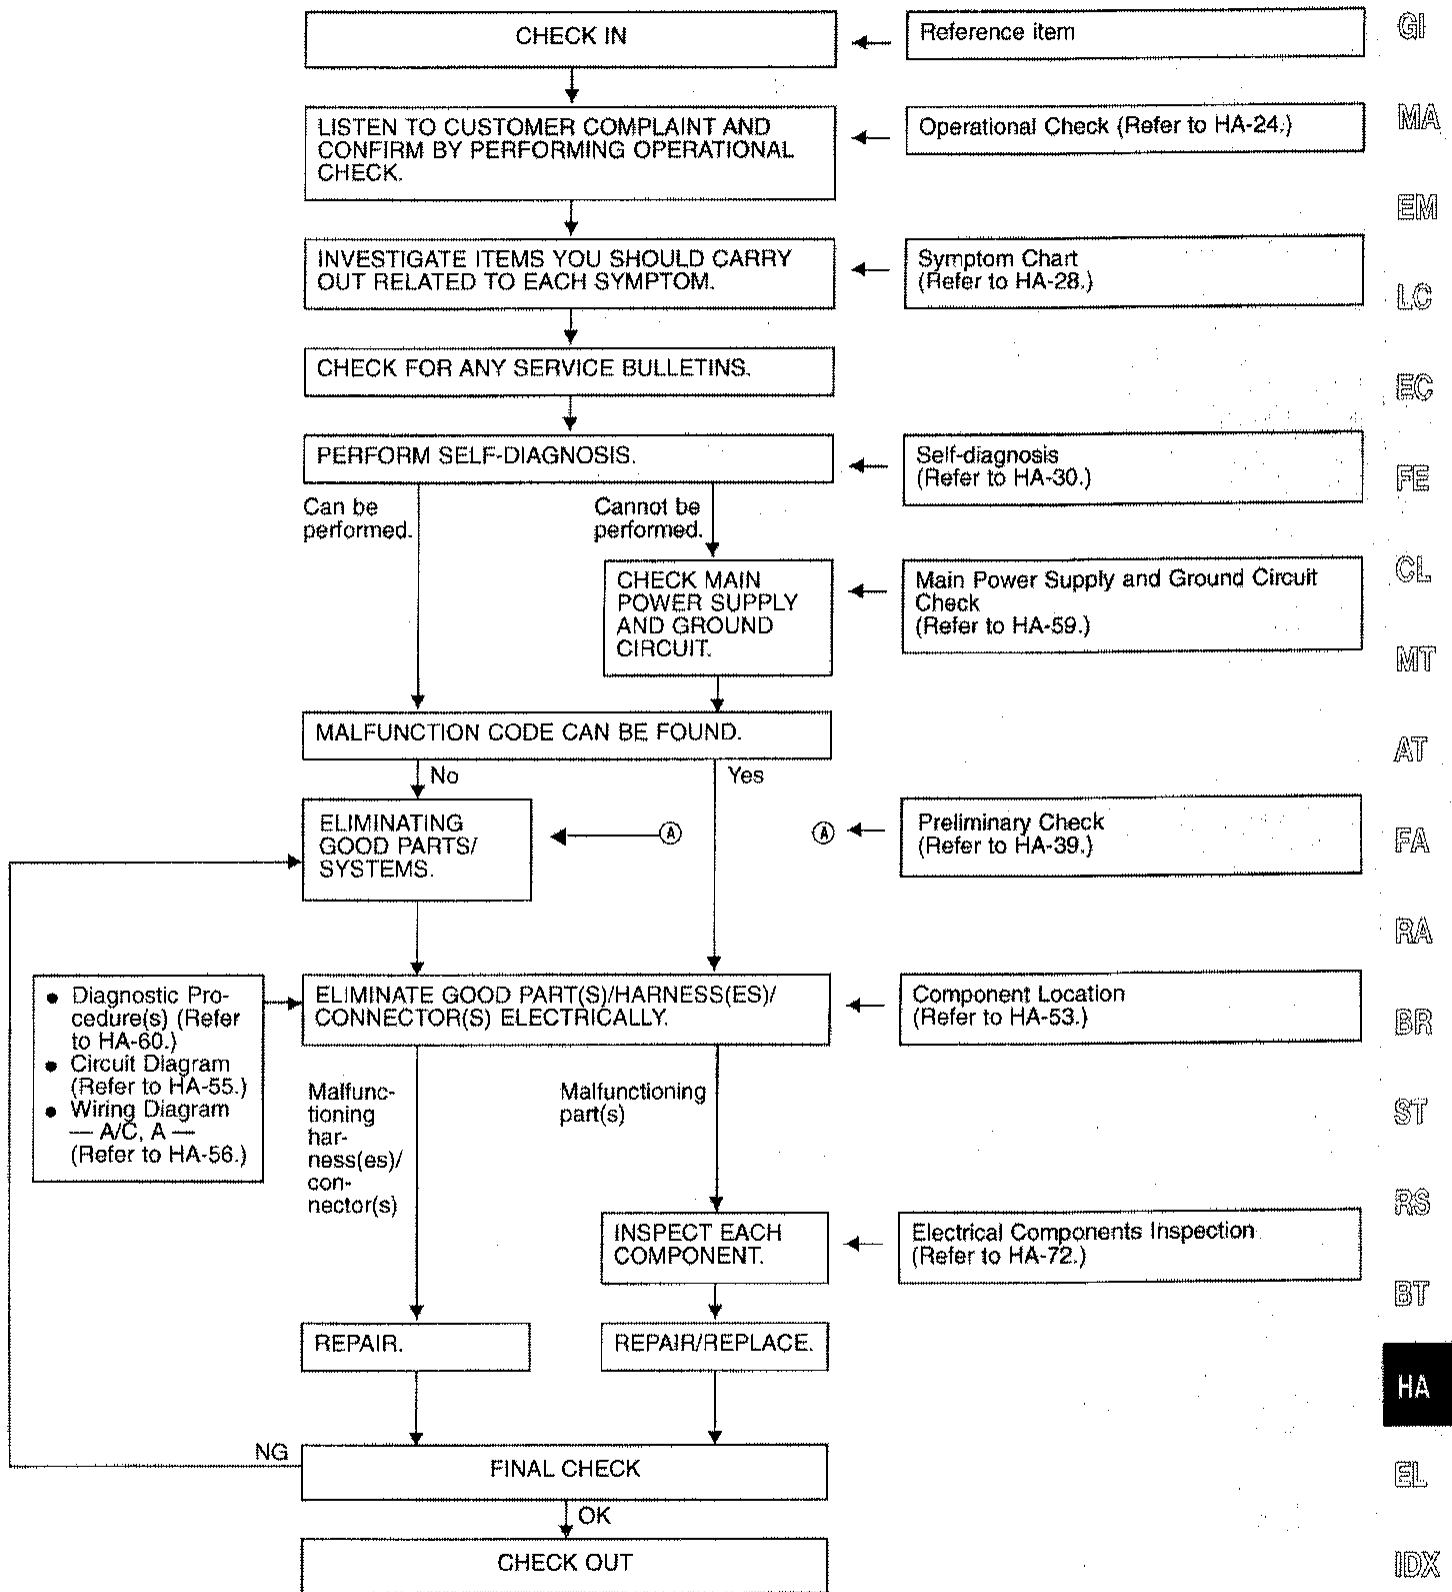 CHECK IN
Reference item
GI
LISTEN TO CUSTOMER COMPLAINT AND
CONFIRM BY PERFORMING OPERATIONAL
CHECK.
Operational Check (Refer to HA-24.)
MA
EM
INVESTIGATE ITEMS YOU SHOULD CARRY
OUT RELATED TO EACH SYMPTOM.
Symptom Chart
(Refer to HA-28.)
LC
CHECK FOR ANY SERVICE BULLETINS.
EC
PERFORM SELF-DIAGNOSIS.
Self-diagnosis
(Refer to HA-30.)
FE
Can be
performed.
Cannot be
performed.
CHECK MAIN
POWER SUPPLY
AND GROUND
CIRCUIT.
Main Power Supply and Ground Circuit
Check
(Refer to HA-59.)
CL
MT
MALFUNCTION CODE CAN BE FOUND.
AT
No
Yes
ELIMINATING
GOOD PARTS/
SYSTEMS.
A
A
Preliminary Check
(Refer to HA-39.)
FA
RA
● Diagnostic Pro-
cedure(s) (Refer
to HA-60.)
● Circuit Diagram
(Refer to HA-55.)
● Wiring Diagram
— A/C, A —
(Refer to HA-56.)
ELIMINATE GOOD PART(S)/HARNESS(ES)/
CONNECTOR(S) ELECTRICALLY.
Component Location
(Refer to HA-53.)
BR
Malfunc-
tioning
har-
ness(es)/
con-
nector(s)
Malfunctioning
part(s)
ST
RS
INSPECT EACH
COMPONENT.
Electrical Components Inspection
(Refer to HA-72.)
BT
REPAIR.
REPAIR/REPLACE.
HA
NG
FINAL CHECK
EL
OK
CHECK OUT
IDX